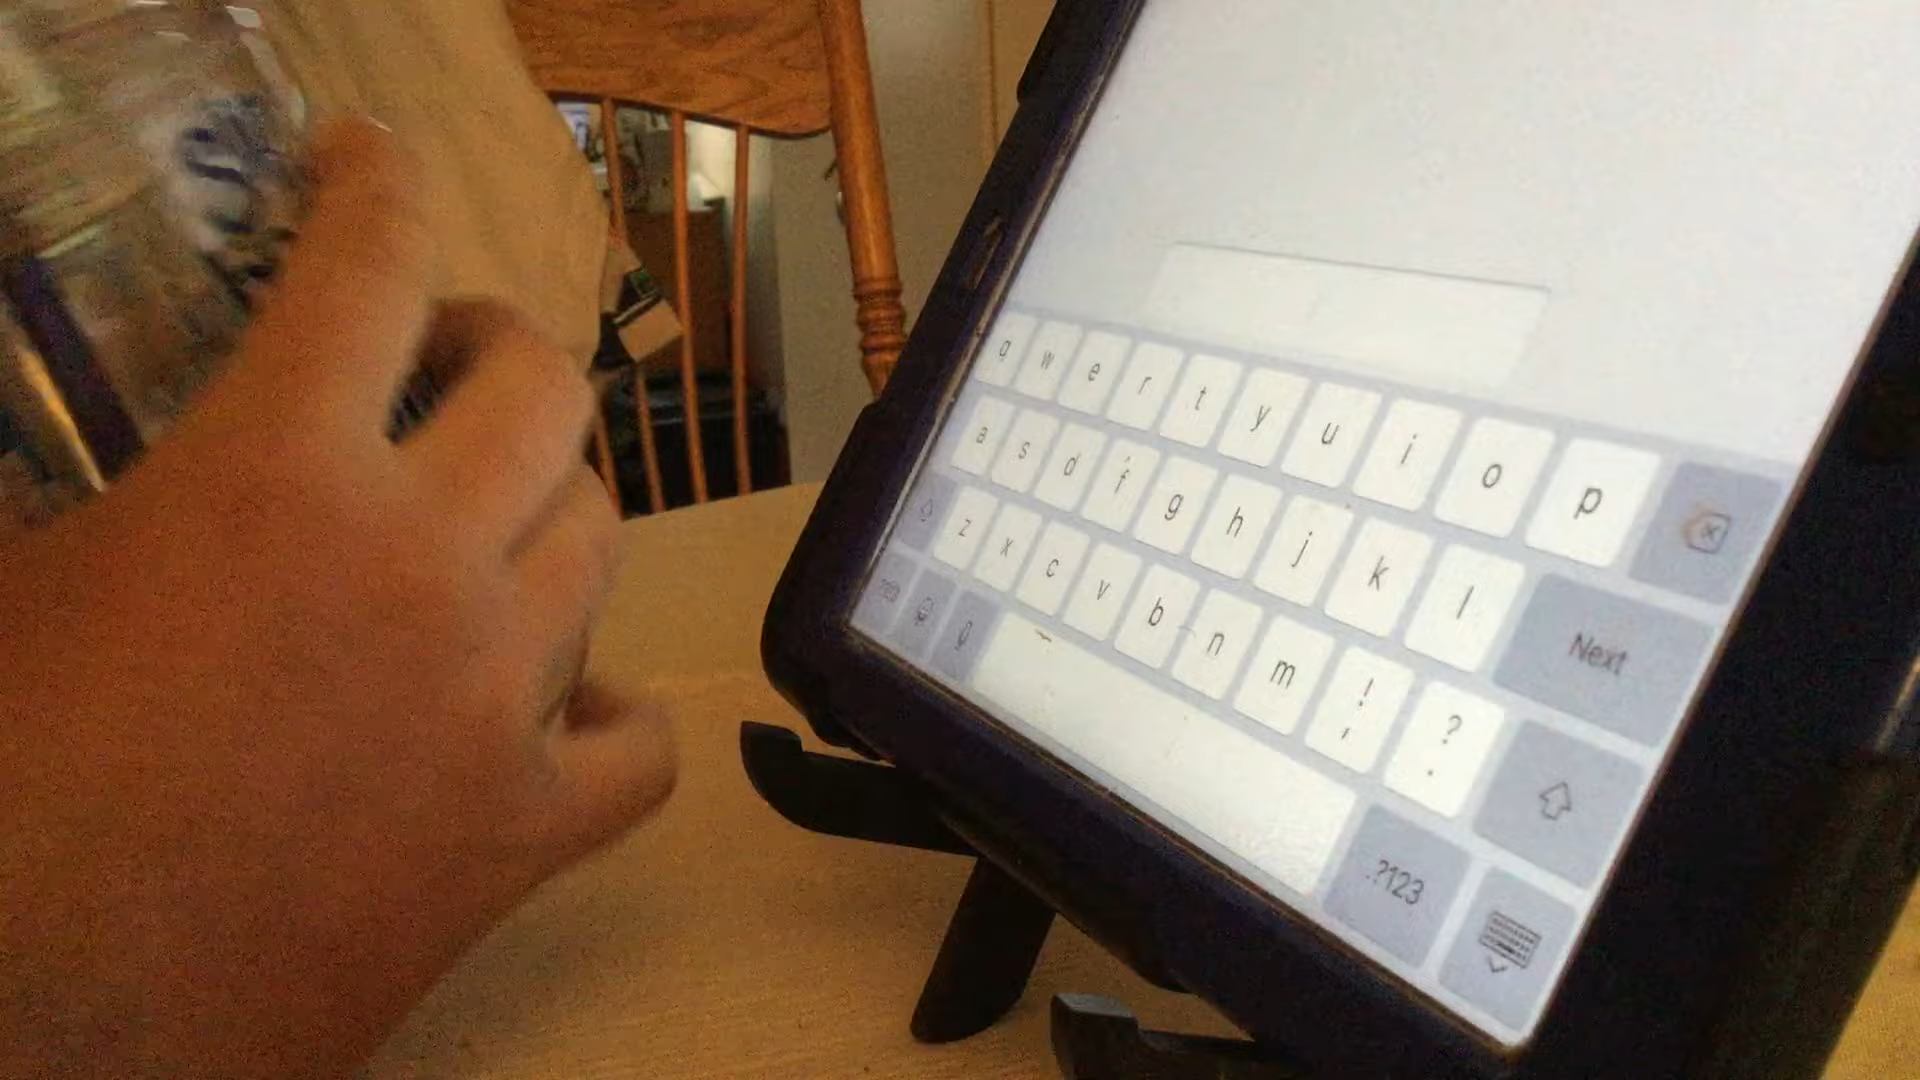 q w e r t y u i o p
a s d f g h j k l Next
z x c v b n m ! , ? .
.?123